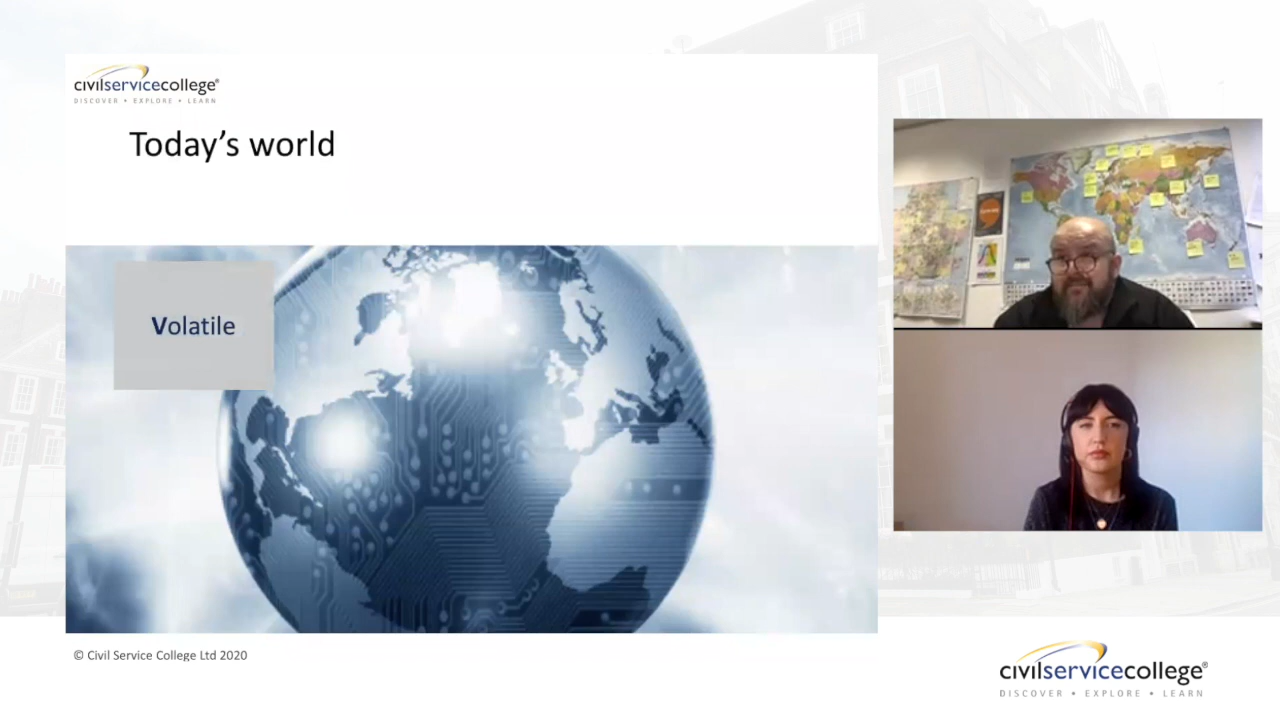 civilservicecollege®
DISCOVER • EXPLORE • LEARN
Today's world
Volatile
© Civil Service College Ltd 2020
civilservicecollege®
DISCOVER • EXPLORE • LEARN